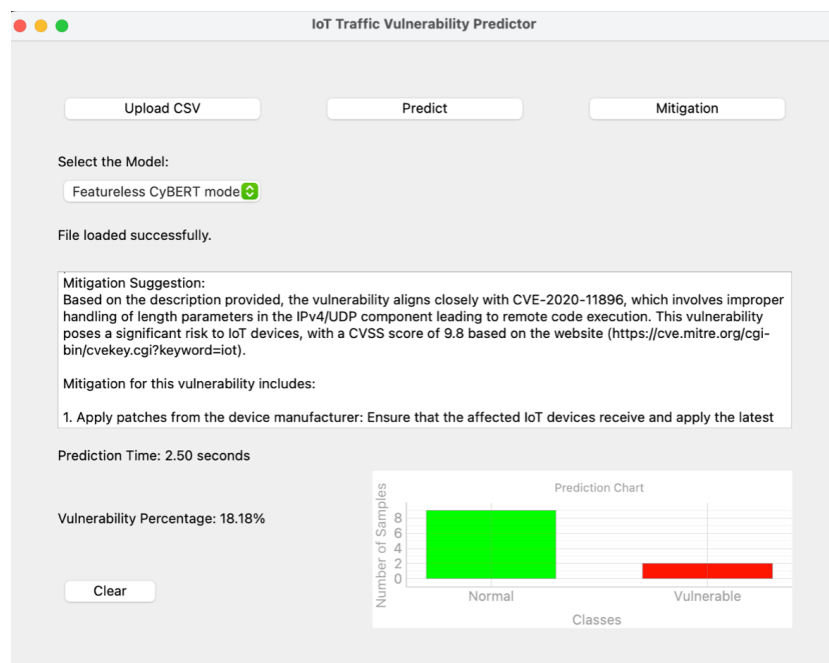 IoT Traffic Vulnerability Predictor
Upload CSV
Predict
Mitigation
Select the Model:
Featureless CyBERT mode
File loaded successfully.
Mitigation Suggestion:
Based on the description provided, the vulnerability aligns closely with CVE-2020-11896, which involves improper
handling of length parameters in the IPv4/UDP component leading to remote code execution. This vulnerability
poses a significant risk to IoT devices, with a CVSS score of 9.8 based on the website (https://cve.mitre.org/cgi-
bin/cvekey.cgi?keyword=iot).
Mitigation for this vulnerability includes:
1. Apply patches from the device manufacturer: Ensure that the affected IoT devices receive and apply the latest
Prediction Time: 2.50 seconds
Vulnerability Percentage: 18.18%
Clear
Prediction Chart
Number of Samples
8
6
4
2
0
Normal
Vulnerable
Classes